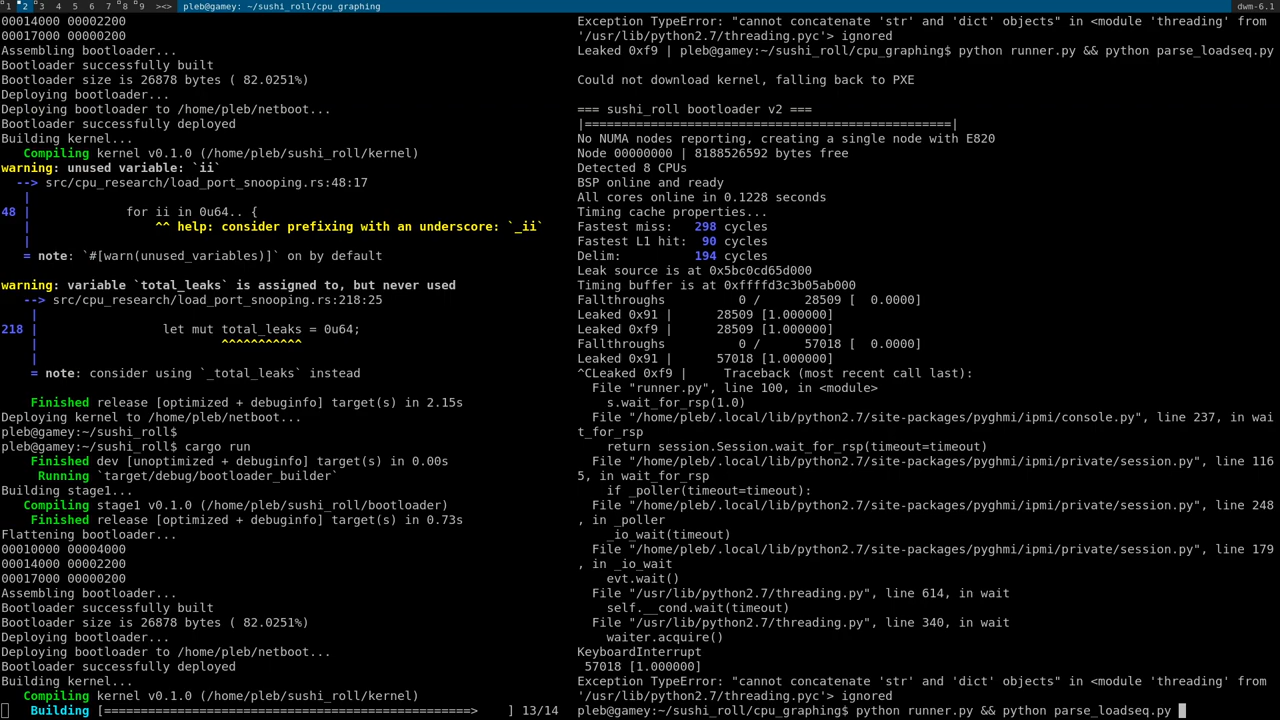 1 2 3 4 5 6 7 8 9 ><> pleb@gamey: ~/sushi_roll/cpu_graphing dwm-6.1
00014000 00002200
00017000 00000200
Assembling bootloader...
Bootloader successfully built
Bootloader size is 26878 bytes ( 82.0251%)
Deploying bootloader...
Deploying bootloader to /home/pleb/netboot...
Bootloader successfully deployed
Building kernel...
   Compiling kernel v0.1.0 (/home/pleb/sushi_roll/kernel)
warning: unused variable: `ii`
  --> src/cpu_research/load_port_snooping.rs:48:17
   |
48 |         for ii in 0u64.. {
   |             ^^ help: consider prefixing with an underscore: `_ii`
   |
   = note: `#[warn(unused_variables)]` on by default
warning: variable `total_leaks` is assigned to, but never used
  --> src/cpu_research/load_port_snooping.rs:218:25
    |
218 |             let mut total_leaks = 0u64;
    |                     ^^^^^^^^^^^
    |
    = note: consider using `_total_leaks` instead
    Finished release [optimized + debuginfo] target(s) in 2.15s
Deploying kernel to /home/pleb/netboot...
pleb@gamey:~/sushi_roll$
pleb@gamey:~/sushi_roll$ cargo run
    Finished dev [unoptimized + debuginfo] target(s) in 0.00s
     Running `target/debug/bootloader_builder`
Building stage1...
   Compiling stage1 v0.1.0 (/home/pleb/sushi_roll/bootloader)
    Finished release [optimized + debuginfo] target(s) in 0.73s
Flattening bootloader...
00010000 00004000
00014000 00002200
00017000 00000200
Assembling bootloader...
Bootloader successfully built
Bootloader size is 26878 bytes ( 82.0251%)
Deploying bootloader...
Deploying bootloader to /home/pleb/netboot...
Bootloader successfully deployed
Building kernel...
   Compiling kernel v0.1.0 (/home/pleb/sushi_roll/kernel)
    Building [==================================================> ] 13/14
Exception TypeError: "cannot concatenate 'str' and 'dict' objects" in <module 'threading' from
'/usr/lib/python2.7/threading.pyc'> ignored
Leaked 0xf9 | pleb@gamey:~/sushi_roll/cpu_graphing$ python runner.py && python parse_loadseq.py
Could not download kernel, falling back to PXE
=== sushi_roll bootloader v2 ===
|==================================================|
No NUMA nodes reporting, creating a single node with E820
Node 00000000 | 8188526592 bytes free
Detected 8 CPUs
BSP online and ready
All cores online in 0.1228 seconds
Timing cache properties...
Fastest miss:   298 cycles
Fastest L1 hit:  90 cycles
Delim:          194 cycles
Leak source is at 0x5bc0cd65d000
Timing buffer is at 0xffffd3c3b05ab000
Fallthroughs          0 /      28509 [  0.0000]
Leaked 0x91 |      28509 [1.000000]
Leaked 0xf9 |      28509 [1.000000]
Fallthroughs          0 /      57018 [  0.0000]
Leaked 0x91 |      57018 [1.000000]
^CLeaked 0xf9 |     Traceback (most recent call last):
  File "runner.py", line 100, in <module>
    s.wait_for_rsp(1.0)
  File "/home/pleb/.local/lib/python2.7/site-packages/pyghmi/ipmi/console.py", line 237, in wai
t_for_rsp
    return session.Session.wait_for_rsp(timeout=timeout)
  File "/home/pleb/.local/lib/python2.7/site-packages/pyghmi/ipmi/private/session.py", line 116
5, in wait_for_rsp
    if _poller(timeout=timeout):
  File "/home/pleb/.local/lib/python2.7/site-packages/pyghmi/ipmi/private/session.py", line 248
, in _poller
    _io_wait(timeout)
  File "/home/pleb/.local/lib/python2.7/site-packages/pyghmi/ipmi/private/session.py", line 179
, in _io_wait
    evt.wait()
  File "/usr/lib/python2.7/threading.py", line 614, in wait
    self.__cond.wait(timeout)
  File "/usr/lib/python2.7/threading.py", line 340, in wait
    waiter.acquire()
KeyboardInterrupt
 57018 [1.000000]
Exception TypeError: "cannot concatenate 'str' and 'dict' objects" in <module 'threading' from
'/usr/lib/python2.7/threading.pyc'> ignored
pleb@gamey:~/sushi_roll/cpu_graphing$ python runner.py && python parse_loadseq.py